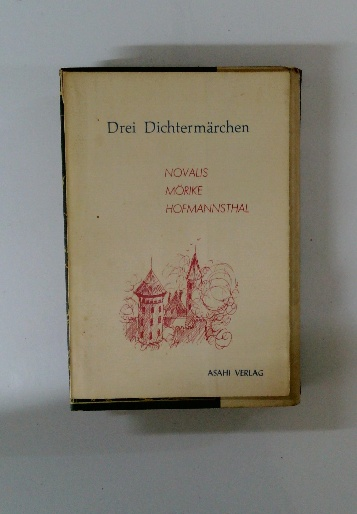 Drei Dichtermärchen
NOVALIS
MÖRIKE
HOFMANNSTHAL
ASAHI VERLAG